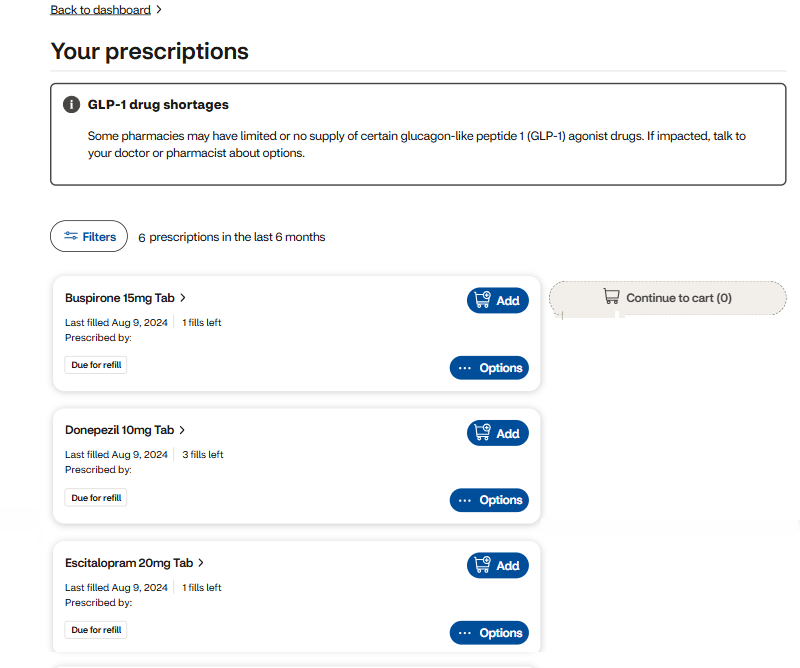 Back to dashboard
Your prescriptions
GLP-1 drug shortages
Some pharmacies may have limited or no supply of certain glucagon-like peptide 1 (GLP-1) agonist drugs. If impacted, talk to
your doctor or pharmacist about options.
Filters
6 prescriptions in the last 6 months
Buspirone 15mg Tab
Add
Continue to cart (0)
Last filled Aug 9, 2024 1 fills left
Prescribed by:
Due for refill
Options
Donepezil 10mg Tab
Add
Last filled Aug 9, 2024 3 fills left
Prescribed by:
Due for refill
Options
Escitalopram 20mg Tab
Add
Last filled Aug 9, 2024 1 fills left
Prescribed by:
Due for refill
Options